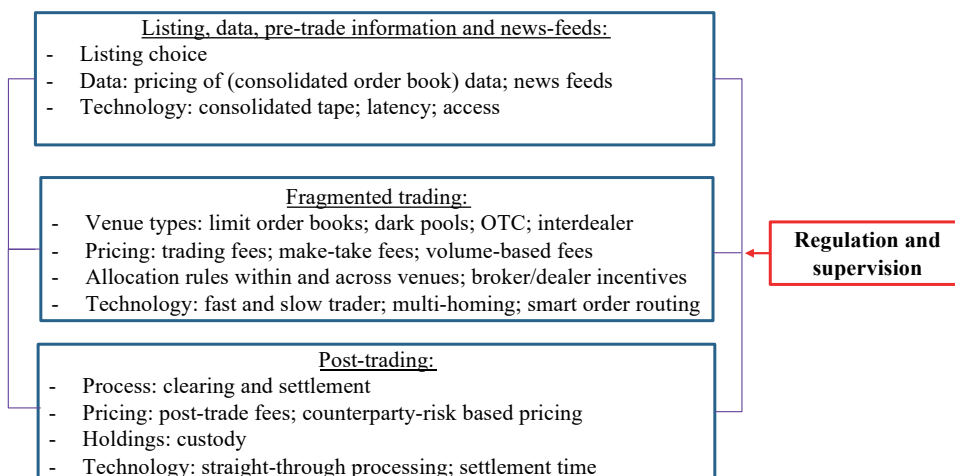 Listing, data, pre-trade information and news-feeds:
- Listing choice
- Data: pricing of (consolidated order book) data; news feeds
- Technology: consolidated tape; latency; access
Fragmented trading:
- Venue types: limit order books; dark pools; OTC; interdealer
- Pricing: trading fees; make-take fees; volume-based fees
- Allocation rules within and across venues; broker/dealer incentives
- Technology: fast and slow trader; multi-homing; smart order routing
Regulation and
supervision
Post-trading:
- Process: clearing and settlement
- Pricing: post-trade fees; counterparty-risk based pricing
- Holdings: custody
- Technology: straight-through processing; settlement time